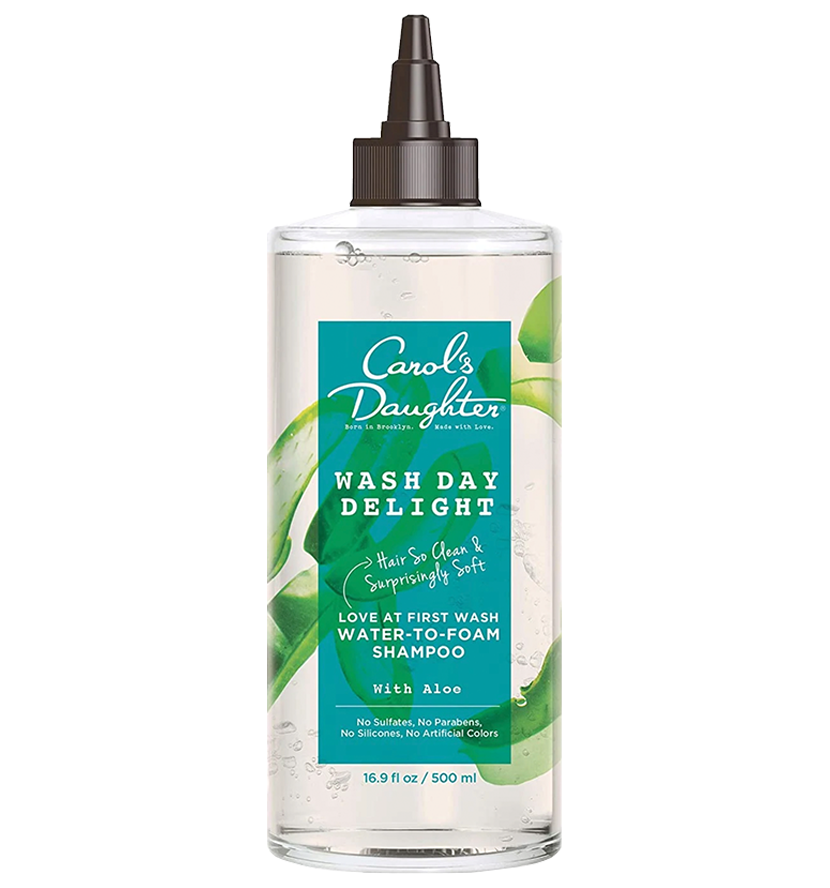 Carol's
Daughter®
Born in Brooklyn. Made with Love.
WASH DAY
DELIGHT
Hair So Clean &
Surprisingly Soft
LOVE AT FIRST WASH
WATER-TO-FOAM
SHAMPOO
With Aloe
No Sulfates, No Parabens,
No Silicones, No Artificial Colors
16.9 fl oz / 500 ml